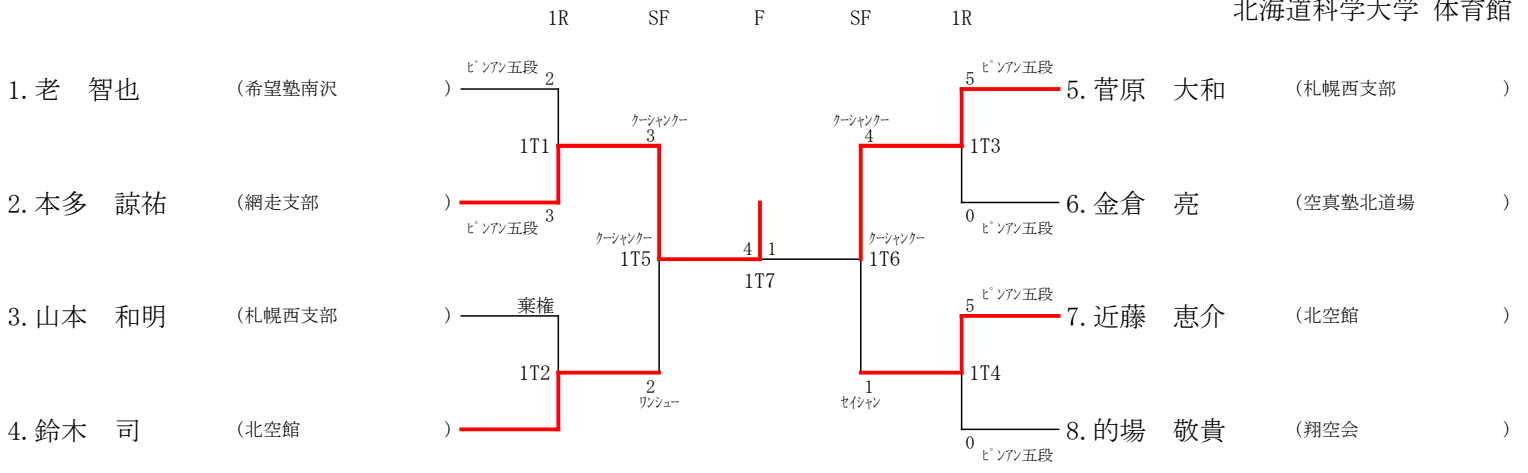 北海道科学大学 体育館
1R SF F SF 1R
ピンアン五段 ピンアン五段
1. 老 智也 (希望塾南沢 ) 2 5 5. 菅原 大和 (札幌西支部 )
クーシャンクー クーシャンクー
3 4
1T1 1T3
2. 本多 諒祐 (網走支部 ) 3 0 6. 金倉 亮 (空真塾北道場 )
ピンアン五段 ピンアン五段
クーシャンクー クーシャンクー
1T5 4 1 1T6
1T7
棄権 ピンアン五段
3. 山本 和明 (札幌西支部 ) 5 7. 近藤 恵介 (北空館 )
1T2 1T4
2 1
ワンシュー セイシャン
4. 鈴木 司 (北空館 ) 0 8. 的場 敬貴 (翔空会 )
ピンアン五段